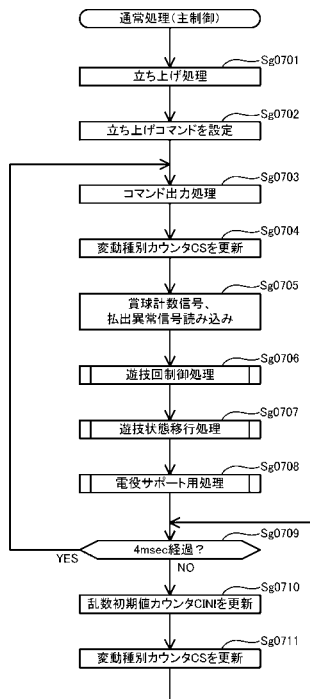 通常処理(主制御)
Sg0701
立ち上げ処理
Sg0702
立ち上げコマンドを設定
Sg0703
コマンド出力処理
Sg0704
変動種別カウンタCSを更新
Sg0705
賞球計数信号、
払出異常信号読み込み
Sg0706
遊技回制御処理
Sg0707
遊技状態移行処理
Sg0708
電役サポート用処理
Sg0709
4msec経過?
YES
NO
Sg0710
乱数初期値カウンタCINIを更新
Sg0711
変動種別カウンタCSを更新